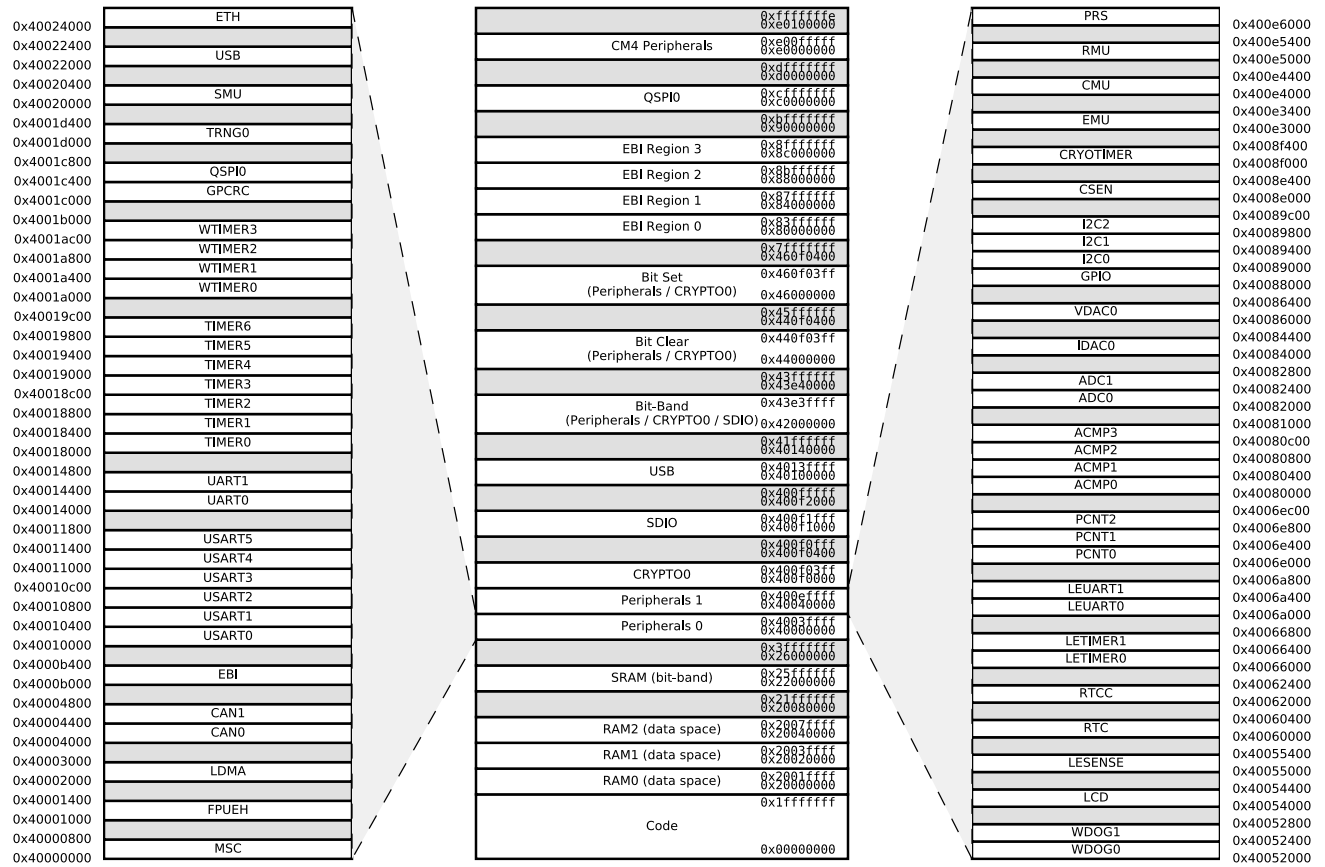 ETH
0x40024000
0x40022400
USB
0x40022000
0x40020400
SMU
0x40020000
0x4001d400
TRNG0
0x4001d000
0x4001c800
QSPI0
0x4001c400
GPCRC
0x4001c000
0x4001b000
WTIMER3
0x4001ac00
WTIMER2
0x4001a800
WTIMER1
0x4001a400
WTIMER0
0x4001a000
0x40019c00
TIMER6
0x40019800
TIMER5
0x40019400
TIMER4
0x40019000
TIMER3
0x40018c00
TIMER2
0x40018800
TIMER1
0x40018400
TIMER0
0x40018000
0x40014800
UART1
0x40014400
UART0
0x40014000
0x40011800
USART5
0x40011400
USART4
0x40011000
USART3
0x40010c00
USART2
0x40010800
USART1
0x40010400
USART0
0x40010000
0x4000b400
EBI
0x4000b000
0x40004800
CAN1
0x40004400
CAN0
0x40004000
0x40003000
LDMA
0x40002000
0x40001400
FPUEH
0x40001000
0x40000800
MSC
0x40000000
0xfffffffe
0xe0100000
CM4 Peripherals
0xe00fffff
0xe0000000
0xdfffffff
0xd0000000
QSPI0
0xcfffffff
0xc0000000
0xbfffffff
0x90000000
EBI Region 3
0x8fffffff
0x8c000000
EBI Region 2
0x8bffffff
0x88000000
EBI Region 1
0x87ffffff
0x84000000
EBI Region 0
0x83ffffff
0x80000000
0x7fffffff
0x460f0400
Bit Set
(Peripherals / CRYPTO0)
0x460f03ff
0x46000000
0x45ffffff
0x440f0400
Bit Clear
(Peripherals / CRYPTO0)
0x440f03ff
0x44000000
0x43ffffff
0x43e40000
Bit-Band
(Peripherals / CRYPTO0 / SDIO)
0x43e3ffff
0x42000000
0x41ffffff
0x40140000
USB
0x4013ffff
0x40100000
0x400fffff
0x400f2000
SDIO
0x400f1fff
0x400f1000
0x400f0fff
0x400f0400
CRYPTO0
0x400f03ff
0x400f0000
Peripherals 1
0x400effff
0x40040000
Peripherals 0
0x4003ffff
0x40000000
0x3fffffff
0x26000000
SRAM (bit-band)
0x25ffffff
0x22000000
0x21ffffff
0x20080000
RAM2 (data space)
0x2007ffff
0x20040000
RAM1 (data space)
0x2003ffff
0x20020000
RAM0 (data space)
0x2001ffff
0x20000000
0x1fffffff
Code
0x00000000
PRS
0x400e6000
0x400e5400
RMU
0x400e5000
0x400e4400
CMU
0x400e4000
0x400e3400
EMU
0x400e3000
0x4008f400
CRYOTIMER
0x4008f000
0x4008e400
CSEN
0x4008e000
0x40089c00
I2C2
0x40089800
I2C1
0x40089400
I2C0
0x40089000
GPIO
0x40088000
0x40086400
VDAC0
0x40086000
0x40084400
IDAC0
0x40084000
0x40082800
ADC1
0x40082400
ADC0
0x40082000
0x40081000
ACMP3
0x40080c00
ACMP2
0x40080800
ACMP1
0x40080400
ACMP0
0x40080000
0x4006ec00
PCNT2
0x4006e800
PCNT1
0x4006e400
PCNT0
0x4006e000
0x4006a800
LEUART1
0x4006a400
LEUART0
0x4006a000
0x40066800
LETIMER1
0x40066400
LETIMER0
0x40066000
0x40062400
RTCC
0x40062000
0x40060400
RTC
0x40060000
0x40055400
LESENSE
0x40055000
0x40054400
LCD
0x40054000
0x40052800
WDOG1
0x40052400
WDOG0
0x40052000